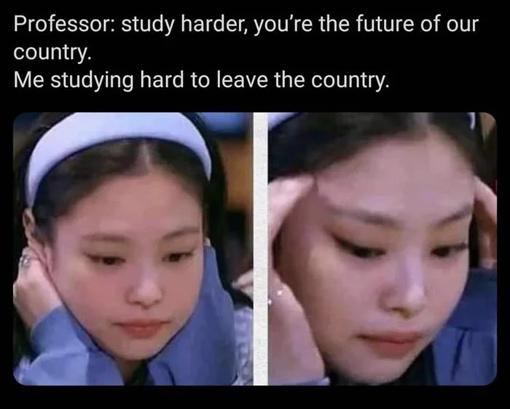 Professor: study harder, you’re the future of our
country.
Me studying hard to leave the country.